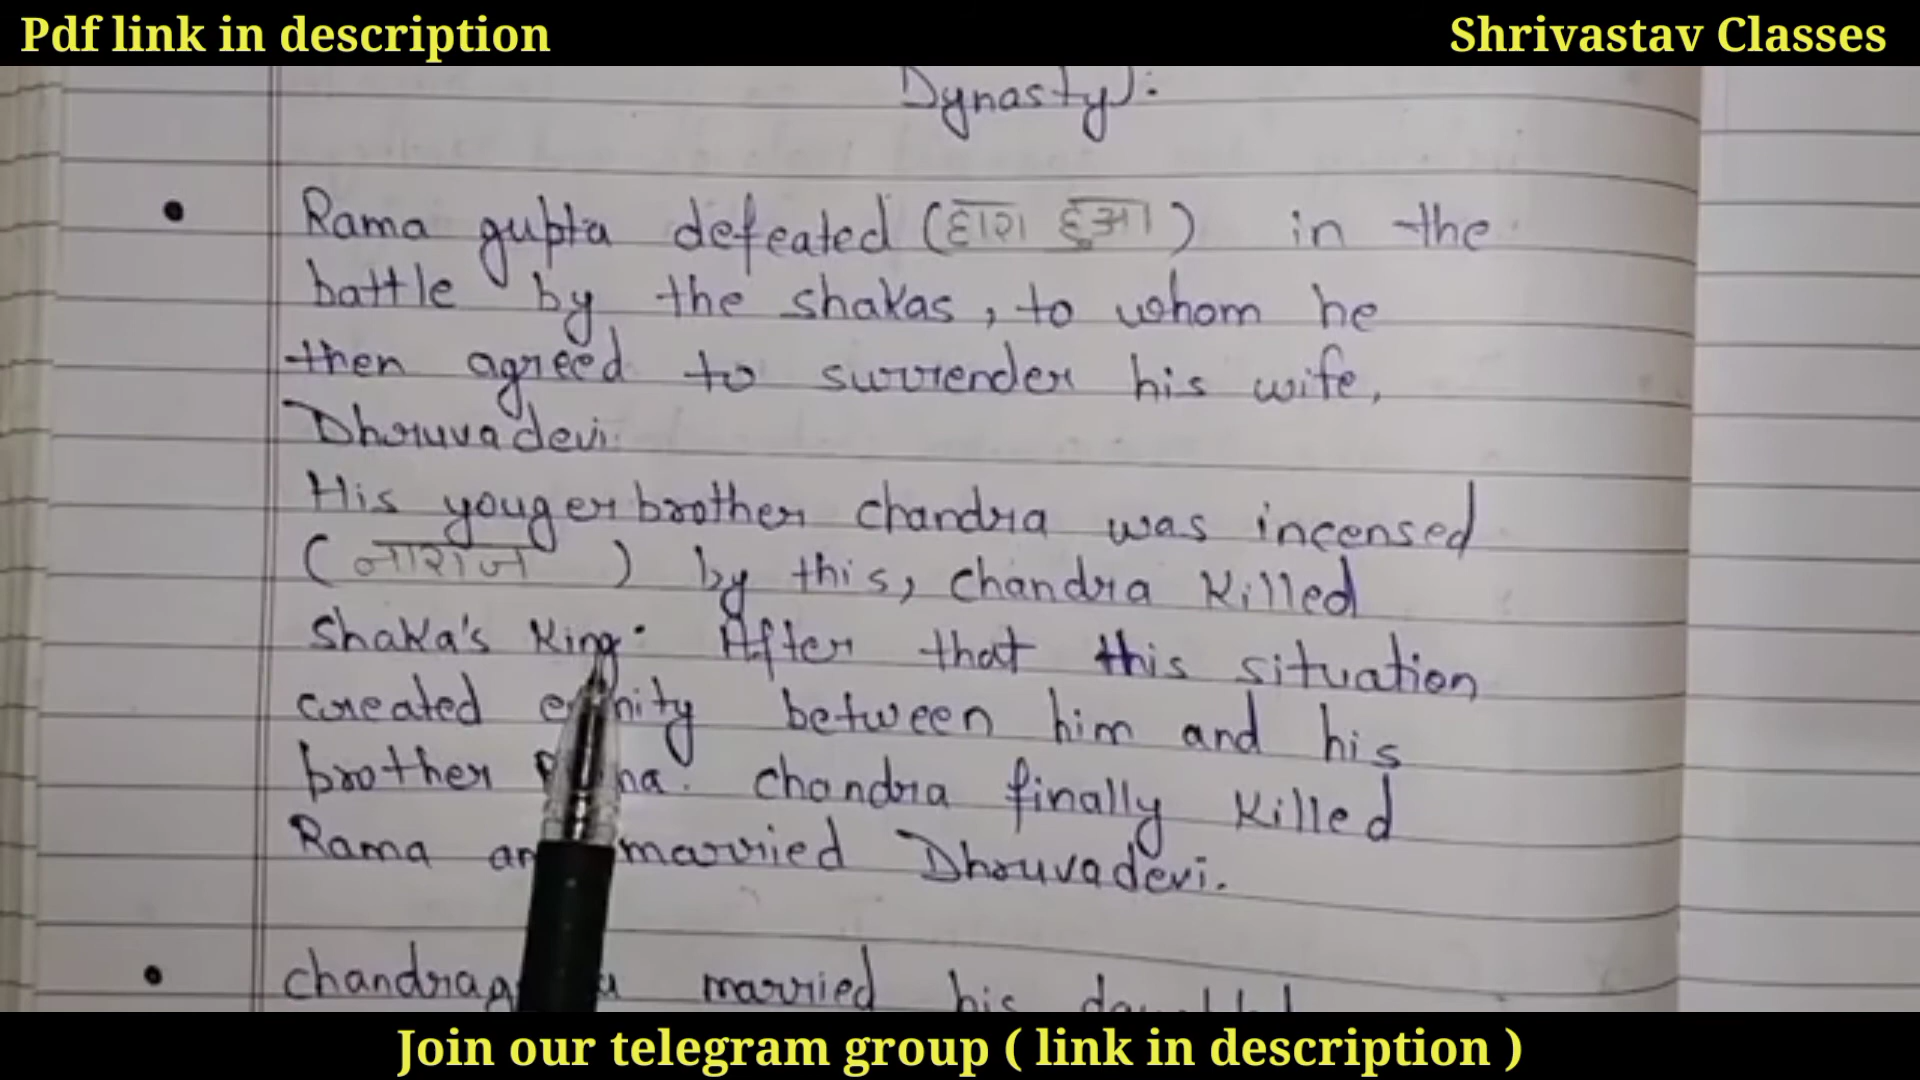 Pdf link in description
Shrivastav Classes
Dynasty):
• Rama gupta defeated (हारा हुआ) in the
battle by the shakas, to whom he
then agreed to surrender his wife,
Dhruvadevi.
His youger brother chandra was incensed
(नाराज) by this, Chandra killed
Shaka's King. After that this situation
created between him and his
brother chandra finally killed
Rama married Dhruvadevi.
• married his
Join our telegram group ( link in description )